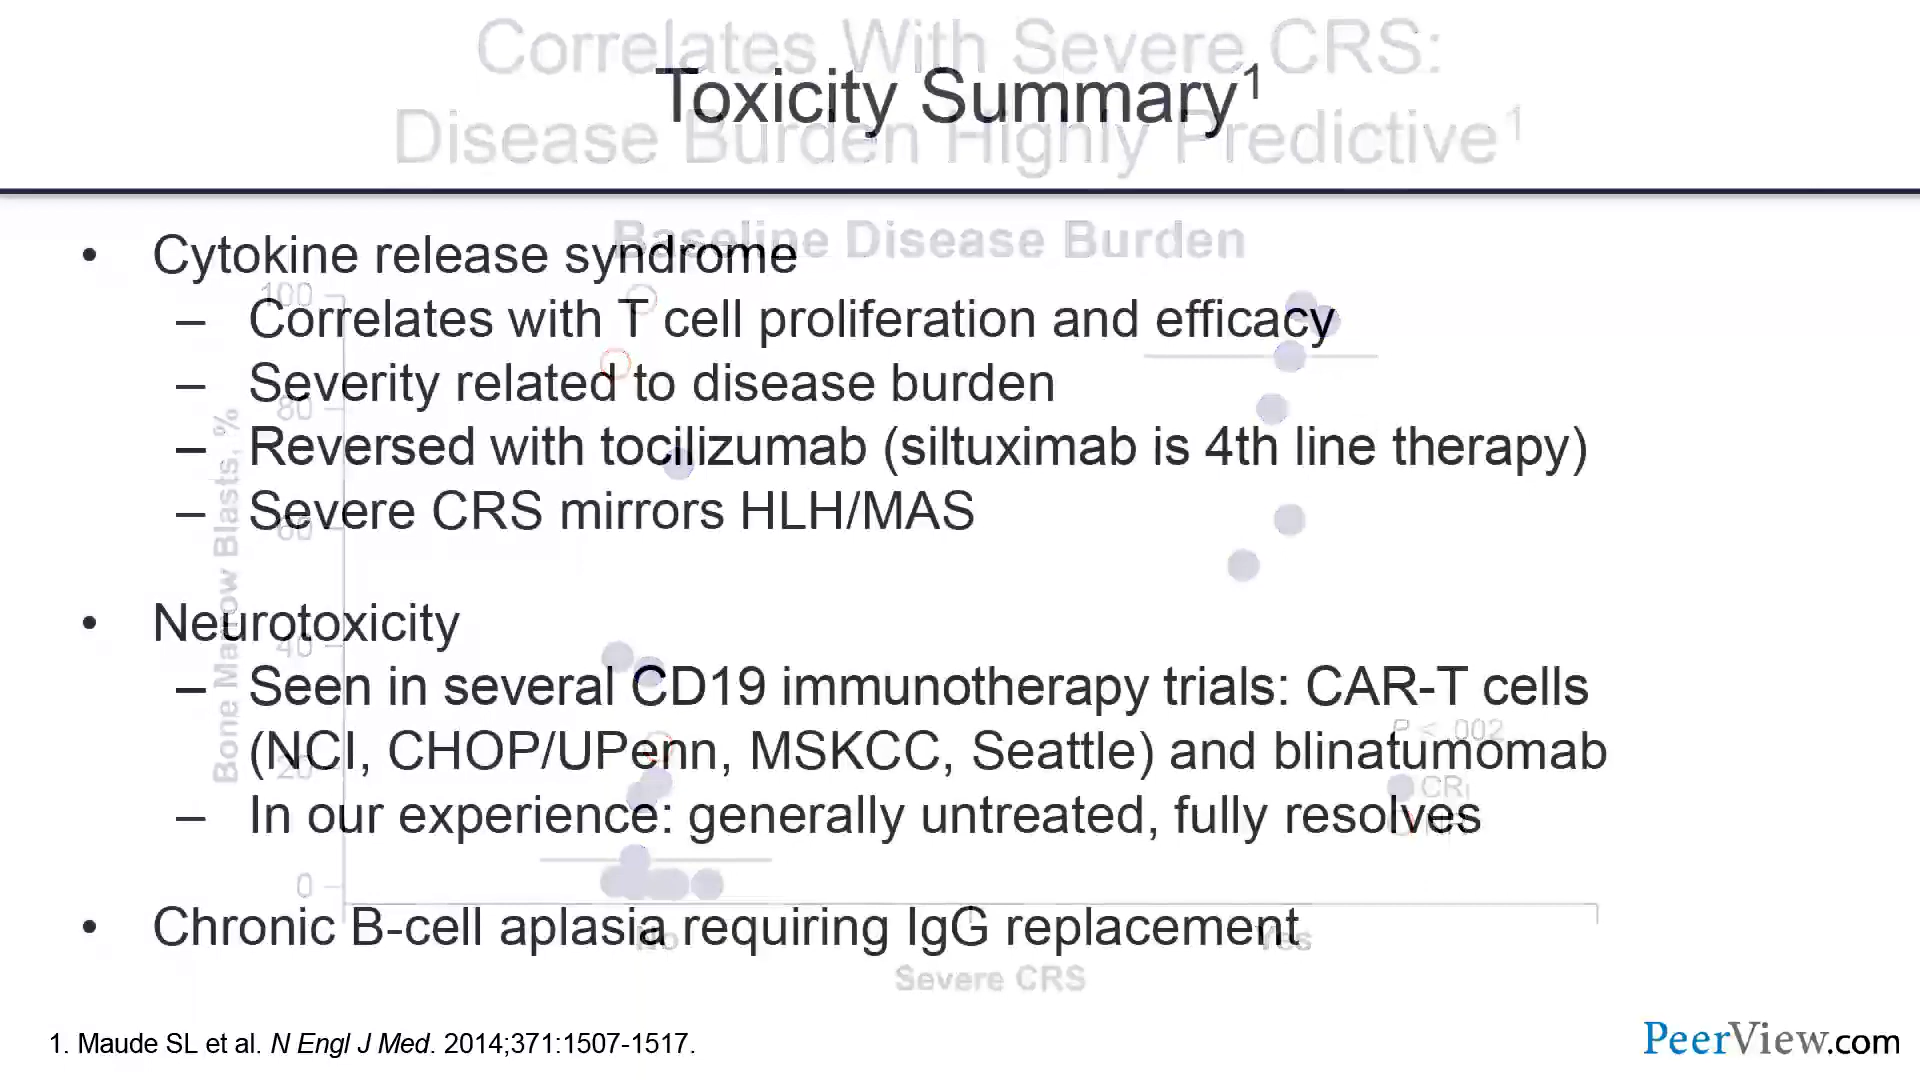 Correlates With Severe CRS:
Disease Burden Highly Predictive1
Toxicity Summary1
Baseline Disease Burden
• Cytokine release syndrome
– Correlates with T cell proliferation and efficacy
– Severity related to disease burden
– Reversed with tocilizumab (siltuximab is 4th line therapy)
– Severe CRS mirrors HLH/MAS
• Neurotoxicity
– Seen in several CD19 immunotherapy trials: CAR-T cells
(NCI, CHOP/UPenn, MSKCC, Seattle) and blinatumomab
– In our experience: generally untreated, fully resolves
• Chronic B-cell aplasia requiring IgG replacement
Bone Marrow Blasts, %
100
80
60
40
20
0
P < .002
CR
No
Yes
Severe CRS
1. Maude SL et al. N Engl J Med. 2014;371:1507-1517.
PeerView.com